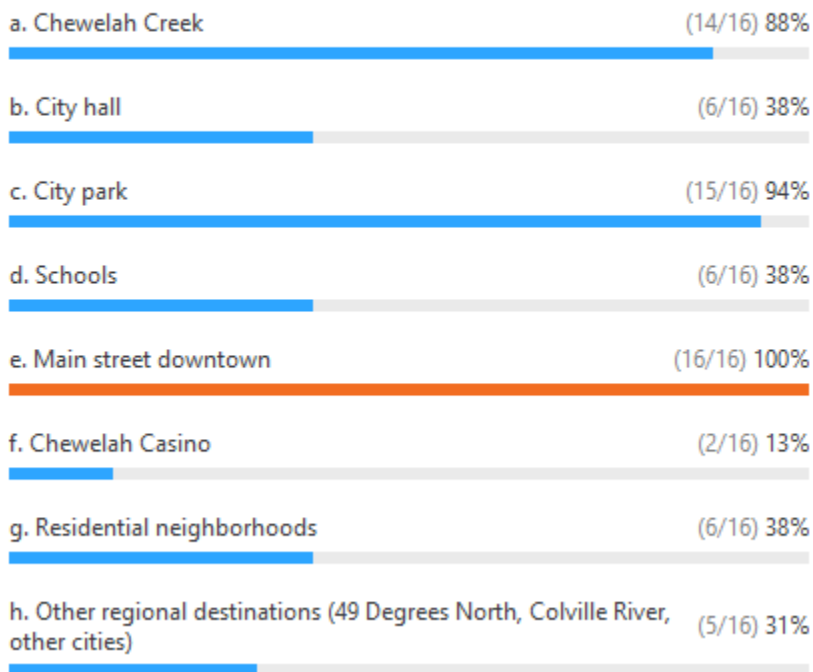 a. Chewelah Creek (14/16) 88%
b. City hall (6/16) 38%
c. City park (15/16) 94%
d. Schools (6/16) 38%
e. Main street downtown (16/16) 100%
f. Chewelah Casino (2/16) 13%
g. Residential neighborhoods (6/16) 38%
h. Other regional destinations (49 Degrees North, Colville River, (5/16) 31%
other cities)